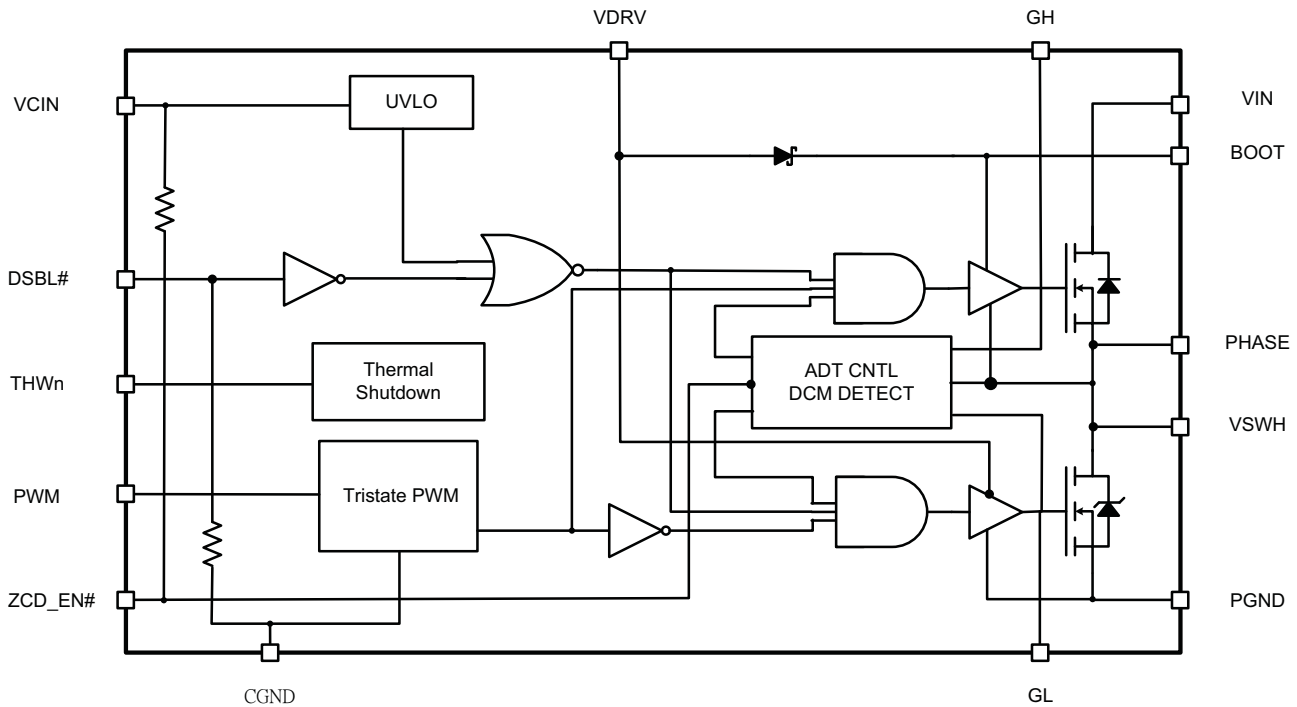 VDRV
GH
VCIN
UVLO
VIN
BOOT
DSBL#
THWn
Thermal
Shutdown
ADT CNTL
DCM DETECT
PHASE
VSWH
PWM
Tristate PWM
ZCD_EN#
PGND
CGND
GL